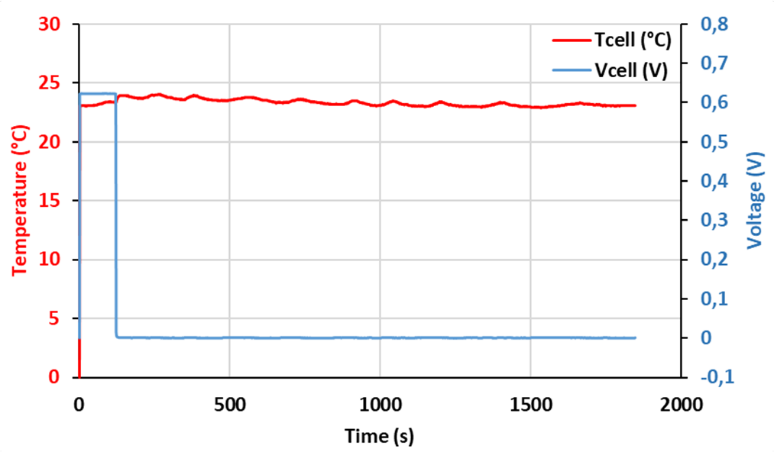 Tcell (°C)
Vcell (V)
Temperature (°C)
30
25
20
15
10
5
0
0,8
0,7
0,6
0,5
0,4
0,3
0,2
0,1
0
-0,1
Voltage (V)
0 500 1000 1500 2000
Time (s)